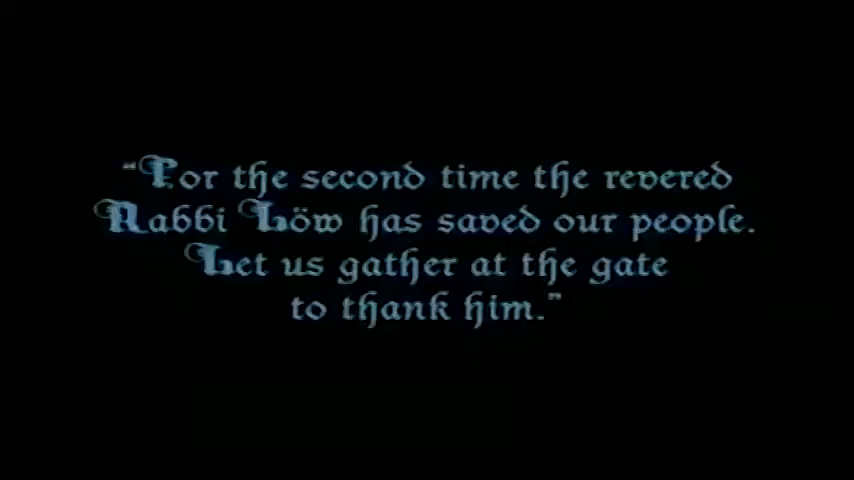 “For the second time the revered
Rabbi Löw has saved our people.
Let us gather at the gate
to thank him.”